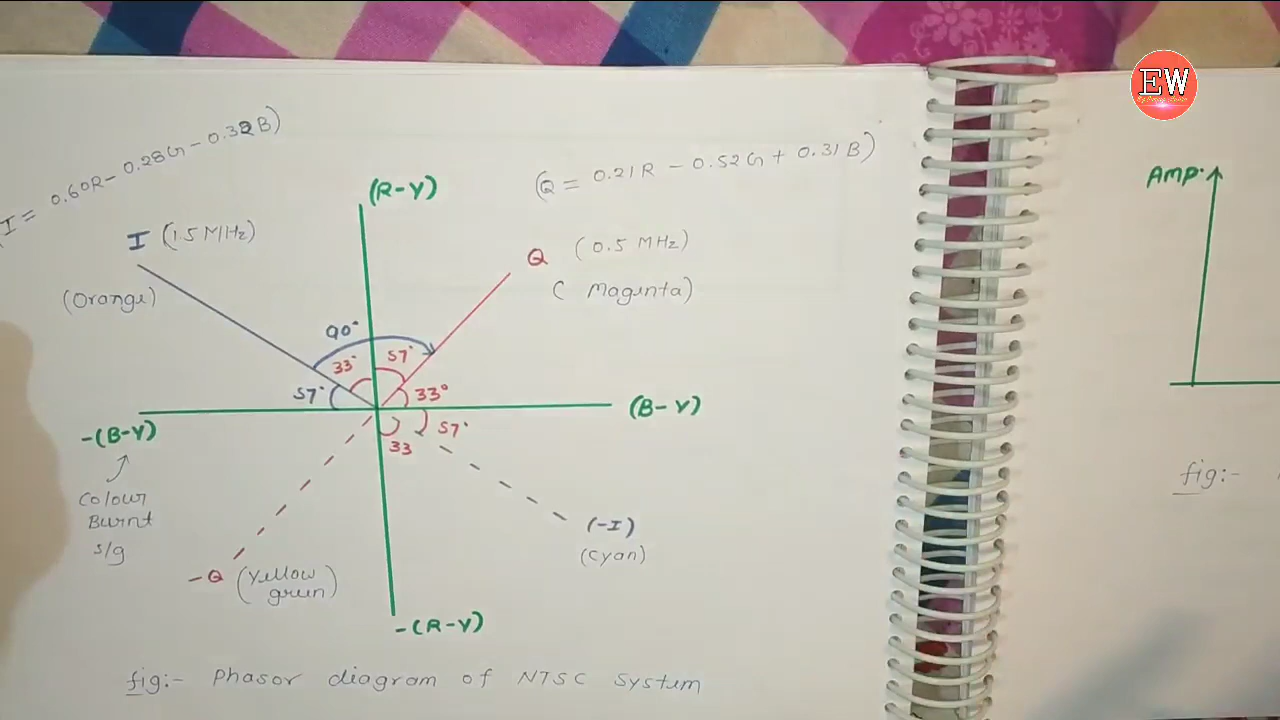 EW
(I = 0.60R - 0.28G - 0.32B)
(Q = 0.21R - 0.52G + 0.31B)
(R-Y)
I (1.5 MHz)
(Orange)
Q (0.5 MHz)
( Maginta)
90°
33°
57°
57°
33°
(B-Y)
-(B-Y)
57°
33
Colour
Burnt
s/g
(-I)
(cyan)
-Q (Yellow
green)
-(R-Y)
fig:- Phasor diagram of NTSC System
Amp.
fig:-